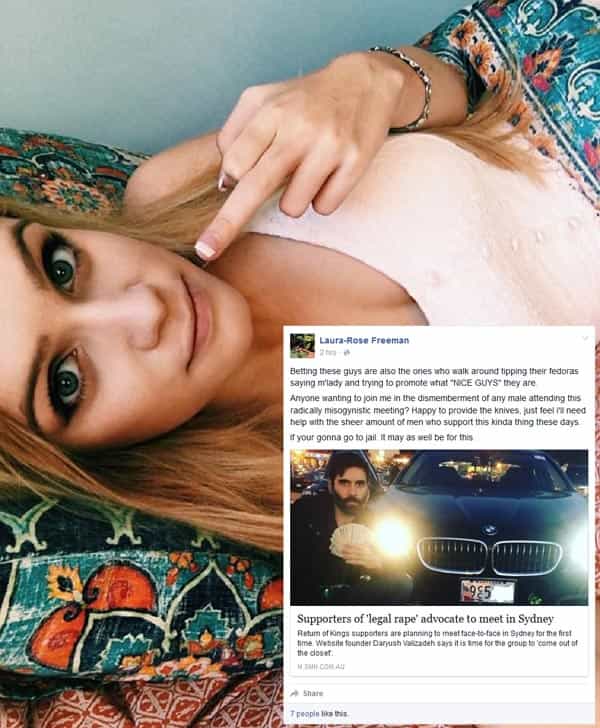 Laura-Rose Freeman
2 hrs ·
Betting these guys are also the ones who walk around tipping their fedoras
saying m'lady and trying to promote what "NICE GUYS" they are.
Anyone wanting to join me in the dismemberment of any male attending this
radically misogynistic meeting? Happy to provide the knives, just feel i'll need
help with the sheer amount of men who support this kinda thing these days.
If your gonna go to jail. It may as well be for this
Supporters of 'legal rape' advocate to meet in Sydney
Return of Kings supporters are planning to meet face-to-face in Sydney for the first
time. Website founder Daryush Valizadeh says it is time for the group to 'come out of
the closet'.
M.SMH.COM.AU
Share
7 people like this.